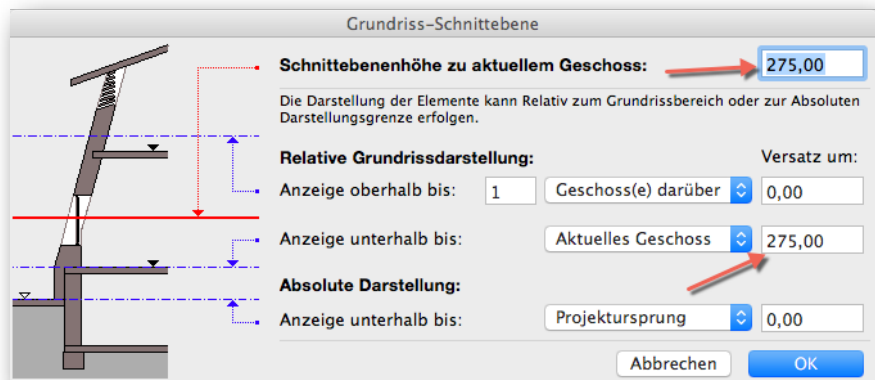 Grundriss-Schnittebene
Schnittebenenhöhe zu aktuellem Geschoss: 275,00
Die Darstellung der Elemente kann Relativ zum Grundrissbereich oder zur Absoluten
Darstellungsgrenze erfolgen.
Relative Grundrissdarstellung: Versatz um:
Anzeige oberhalb bis: 1 Geschoss(e) darüber 0,00
Anzeige unterhalb bis: Aktuelles Geschoss 275,00
Absolute Darstellung:
Anzeige unterhalb bis: Projektursprung 0,00
Abbrechen OK